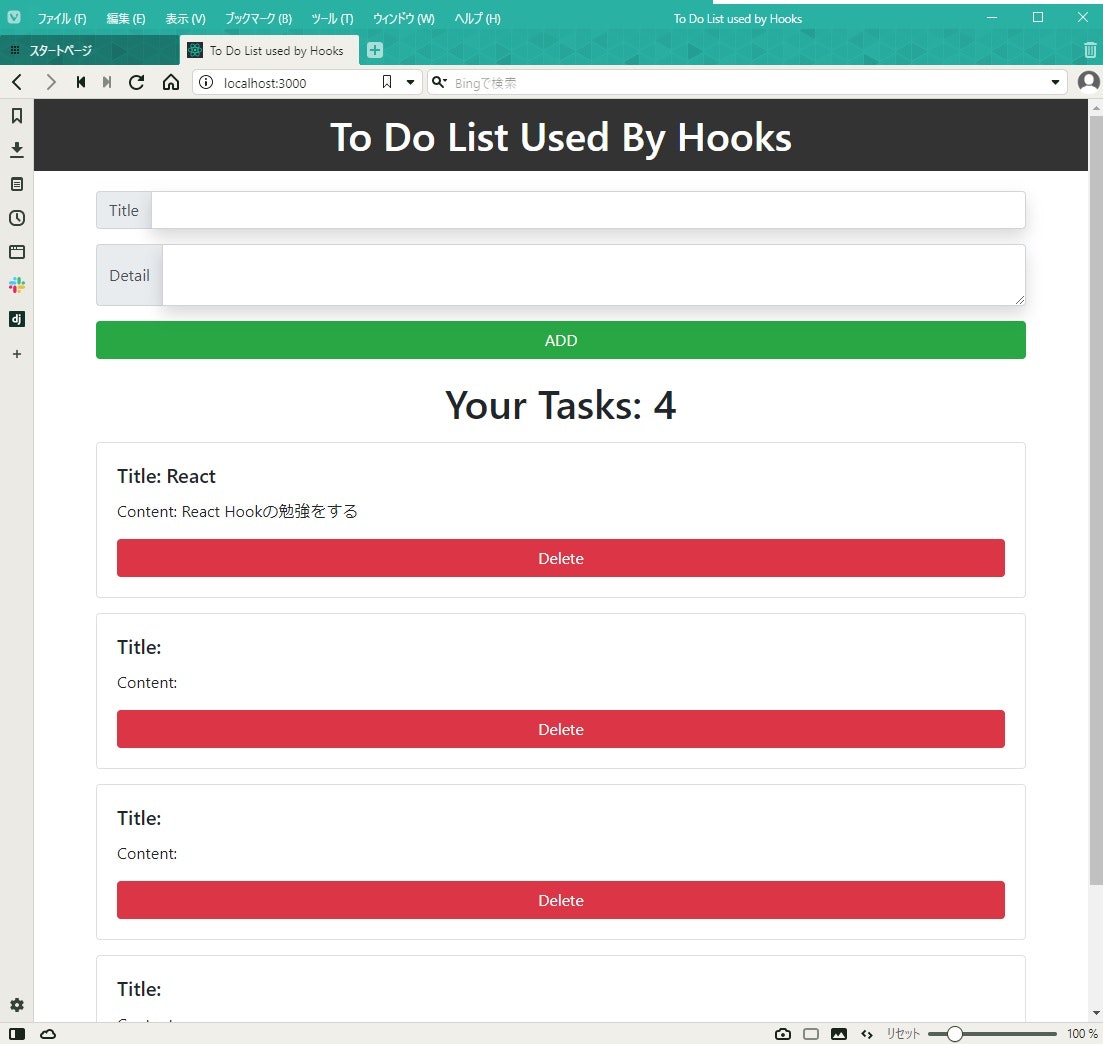 ファイル (F) 編集 (E) 表示 (V) ブックマーク (B) ツール (T) ウィンドウ (W) ヘルプ (H) To Do List used by Hooks
スタートページ To Do List used by Hooks
localhost:3000 Bingで検索
To Do List Used By Hooks
Title
Detail
ADD
Your Tasks: 4
Title: React
Content: React Hookの勉強をする
Delete
Title:
Content:
Delete
Title:
Content:
Delete
Title:
dj
リセット 100 %